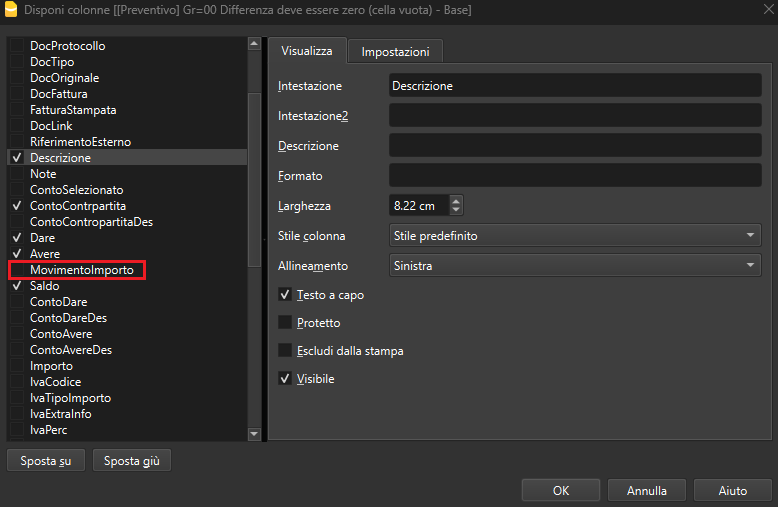 Disponi colonne [[Preventivo] Gr=00 Differenza deve essere zero (cella vuota) - Base]
DocProtocollo
DocTipo
DocOriginale
DocFattura
FatturaStampata
DocLink
RiferimentoEsterno
Descrizione
Note
ContoSelezionato
ContoContrpartita
ContoContropartitaDes
Dare
Avere
MovimentoImporto
Saldo
ContoDare
ContoDareDes
ContoAvere
ContoAvereDes
Importo
IvaCodice
IvaTipoImporto
IvaExtraInfo
IvaPerc
Sposta su
Sposta giù
Visualizza
Impostazioni
Intestazione Descrizione
Intestazione2
Descrizione
Formato
Larghezza 8.22 cm
Stile colonna Stile predefinito
Allineamento Sinistra
Testo a capo
Protetto
Escludi dalla stampa
Visibile
OK
Annulla
Aiuto